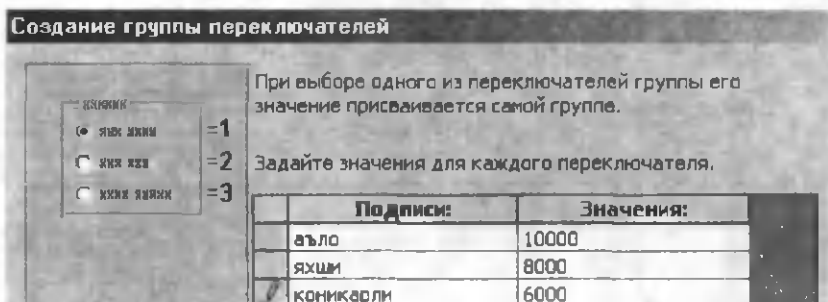 Создание группы переключателей
При выборе одного из переключателей группы его
значение присваивается самой группе.
=1
=2
=3
Задайте значения для каждого переключателя.
Подписи: Значения:
аъло 10000
яхши 8000
коникарли 6000